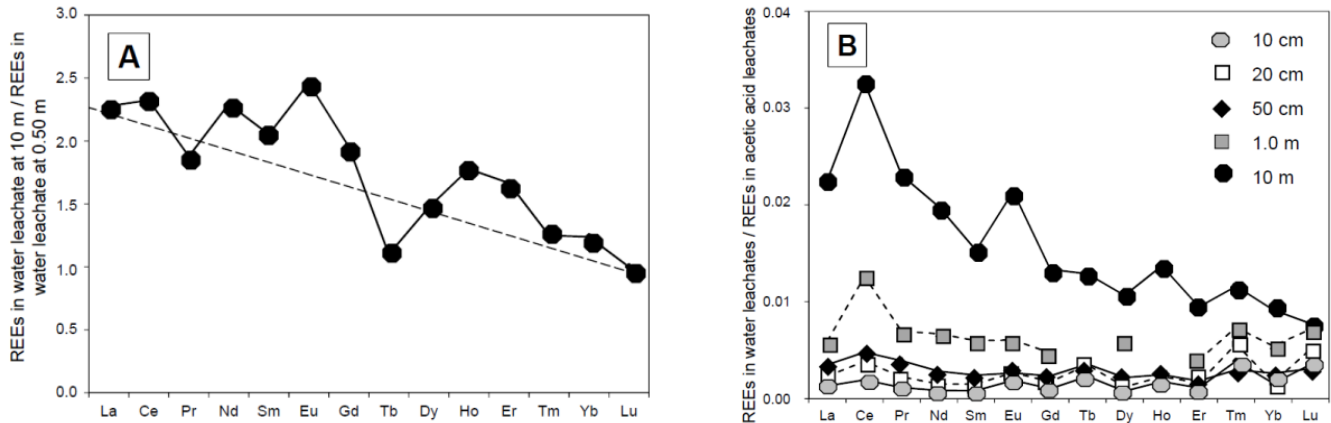 3.0
2.5
2.0
1.5
1.0
0.5
0.0
REEs in water leachate at 10 m / REEs in
water leachate at 0.50 m
A
La Ce Pr Nd Sm Eu Gd Tb Dy Ho Er Tm Yb Lu
0.04
0.03
0.02
0.01
0.00
REEs in water leachates / REEs in acetic acid leachates
B
10 cm
20 cm
50 cm
1.0 m
10 m
La Ce Pr Nd Sm Eu Gd Tb Dy Ho Er Tm Yb Lu